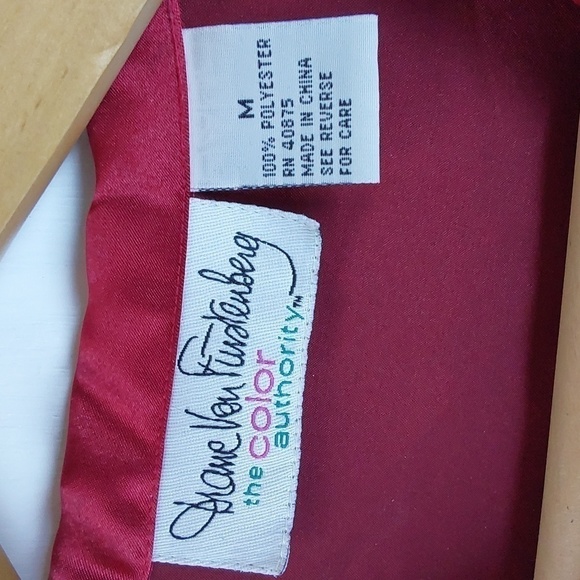 Diane Von Furstenberg
the color
authority™
M
100% POLYESTER
RN 40875
MADE IN CHINA
SEE REVERSE
FOR CARE